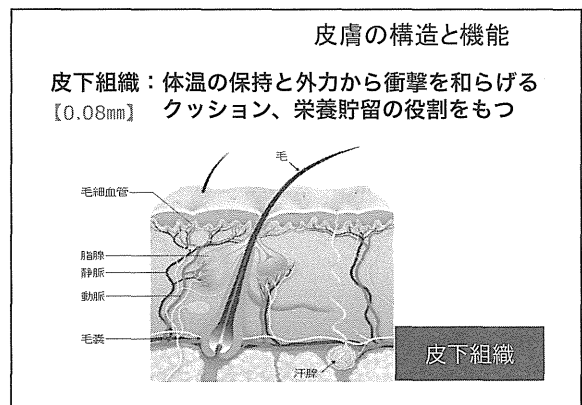 皮膚の構造と機能
皮下組織：体温の保持と外力から衝撃を和らげる
【0.08mm】 クッション、栄養貯留の役割をもつ
毛
毛細血管
脂腺
静脈
動脈
毛嚢
汗腺
皮下組織